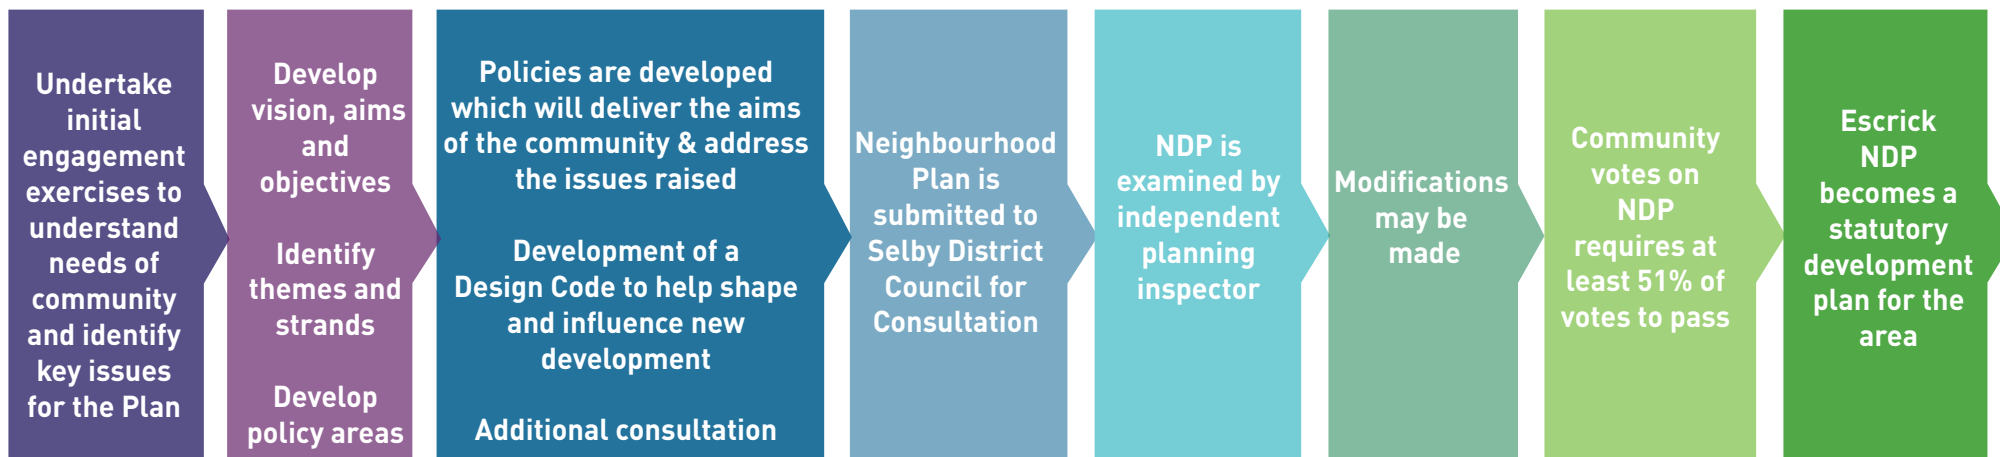 Undertake
initial
engagement
exercises to
understand
needs of
community
and identify
key issues
for the Plan
Develop
vision, aims
and
objectives
Identify
themes and
strands
Develop
policy areas
Policies are developed
which will deliver the aims
of the community & address
the issues raised
Development of a
Design Code to help shape
and influence new
development
Additional consultation
Neighbourhood
Plan is
submitted to
Selby District
Council for
Consultation
NDP is
examined by
independent
planning
inspector
Modifications
may be
made
Community
votes on
NDP
requires at
least 51% of
votes to pass
Escrick
NDP
becomes a
statutory
development
plan for the
area